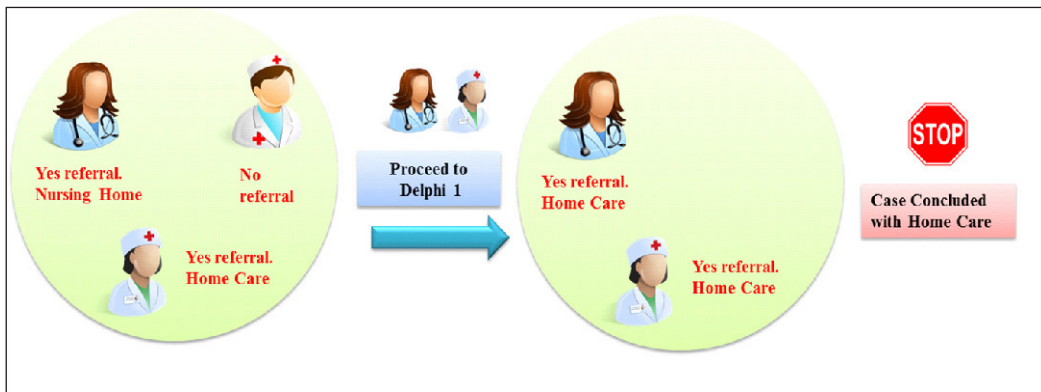 Yes referral.
Nursing Home
No
referral
Yes referral.
Home Care
Proceed to
Delphi 1
Yes referral.
Home Care
Yes referral.
Home Care
STOP
Case Concluded
with Home Care